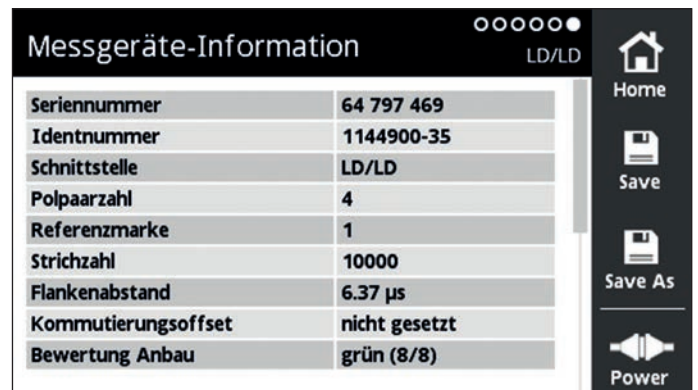 Messgeräte-Information
LD/LD
Seriennummer 64 797 469
Identnummer 1144900-35
Schnittstelle LD/LD
Polpaarzahl 4
Referenzmarke 1
Strichzahl 10000
Flankenabstand 6.37 µs
Kommutierungsoffset nicht gesetzt
Bewertung Anbau grün (8/8)
Home
Save
Save As
Power